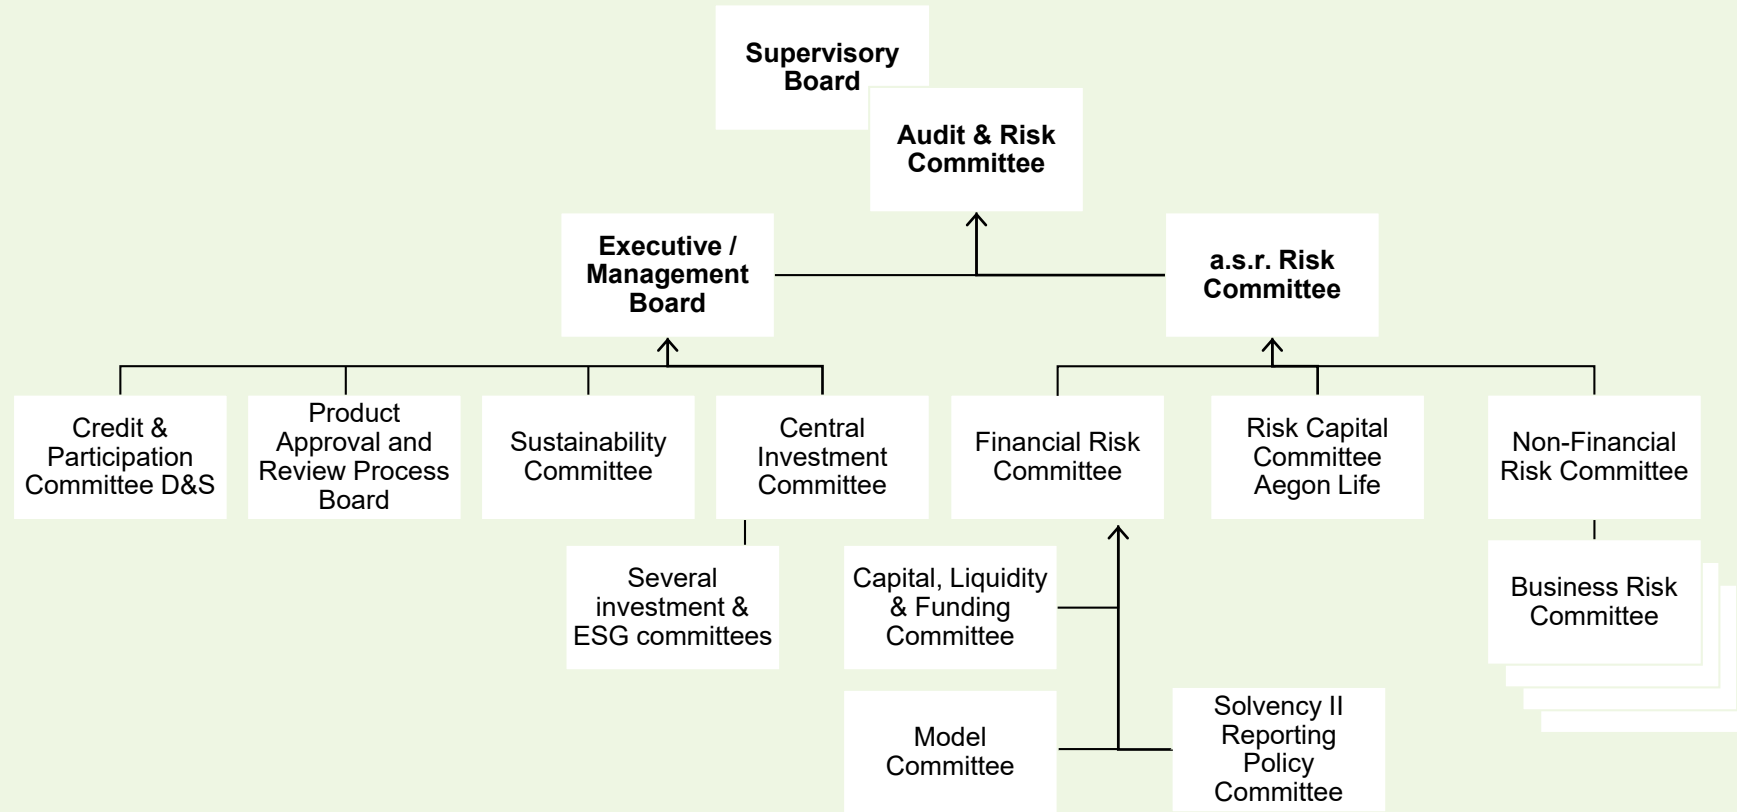 Supervisory
Board
Audit & Risk
Committee
Executive /
Management
Board
a.s.r. Risk
Committee
Credit &
Participation
Committee D&S
Product
Approval and
Review Process
Board
Sustainability
Committee
Central
Investment
Committee
Financial Risk
Committee
Risk Capital
Committee
Aegon Life
Non-Financial
Risk Committee
Several
investment &
ESG committees
Capital, Liquidity
& Funding
Committee
Business Risk
Committee
Model
Committee
Solvency II
Reporting
Policy
Committee